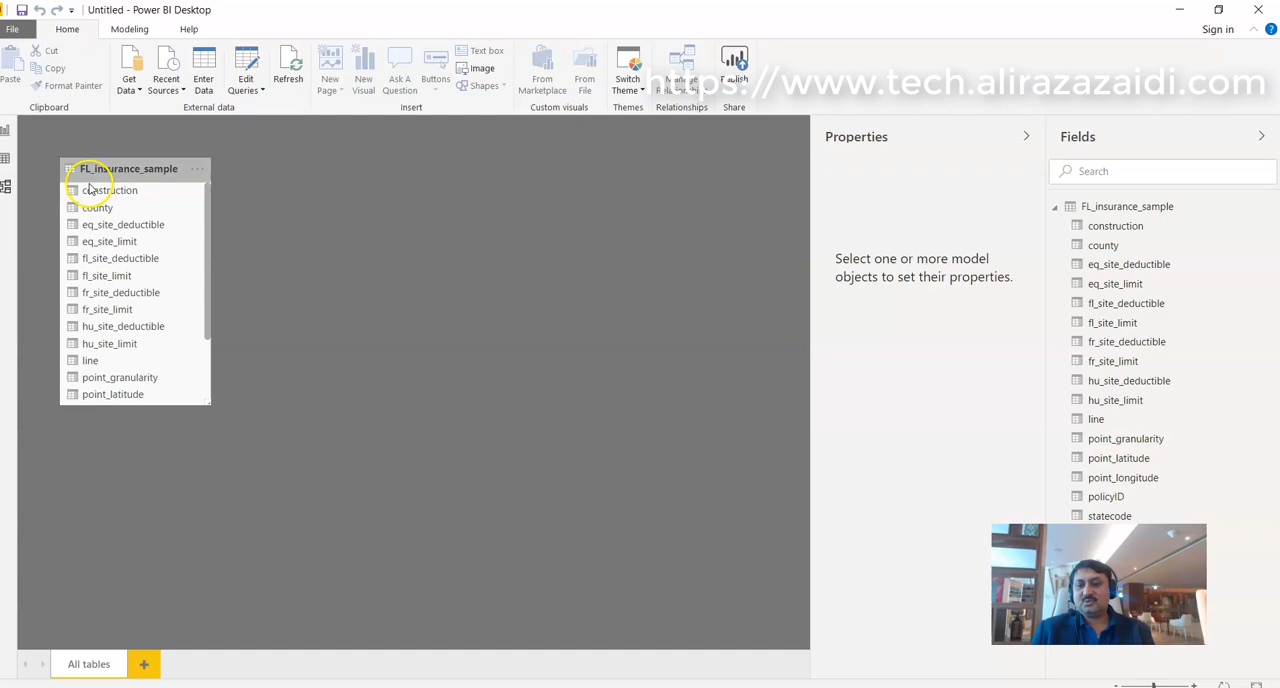 Untitled - Power BI Desktop
File
Home
Modeling
Help
Sign in
Paste
Cut
Copy
Format Painter
Clipboard
Get Data
Recent Sources
Enter Data
Edit Queries
Refresh
External data
New Page
New Visual
Ask A Question
Buttons
Text box
Image
Shapes
Insert
From Marketplace
From File
Custom visuals
Switch Theme
Themes
Manage Relationships
Relationships
Publish
Share
https://www.tech.alirazazaidi.com
FL_insurance_sample
construction
county
eq_site_deductible
eq_site_limit
fl_site_deductible
fl_site_limit
fr_site_deductible
fr_site_limit
hu_site_deductible
hu_site_limit
line
point_granularity
point_latitude
Properties
Select one or more model
objects to set their properties.
Fields
Search
FL_insurance_sample
construction
county
eq_site_deductible
eq_site_limit
fl_site_deductible
fl_site_limit
fr_site_deductible
fr_site_limit
hu_site_deductible
hu_site_limit
line
point_granularity
point_latitude
point_longitude
policyID
statecode
All tables